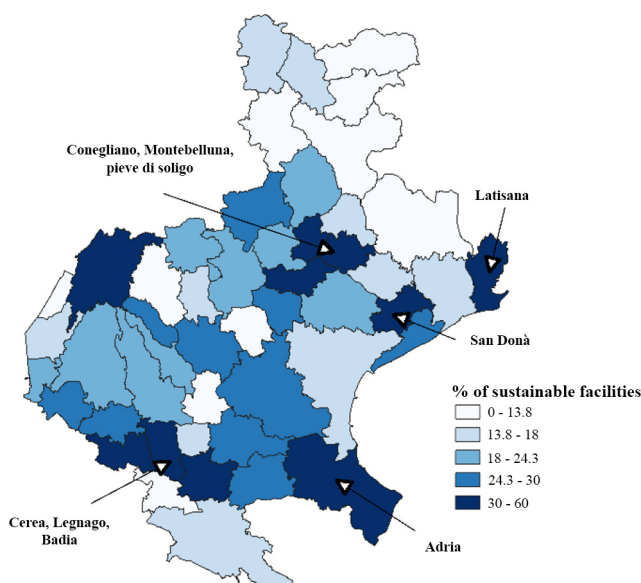 Conegliano, Montebelluna,
pieve di soligo
Latisana
San Donà
% of sustainable facilities
0 - 13.8
13.8 - 18
18 - 24.3
24.3 - 30
30 - 60
Cerea, Legnago,
Badia
Adria